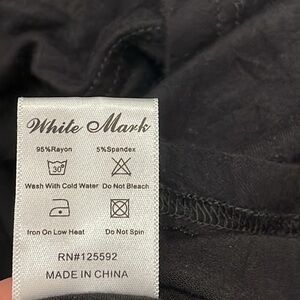 White Mark
95%Rayon 5%Spandex
30°
Wash With Cold Water Do Not Bleach
Iron On Low Heat Do Not Spin
RN#125592
MADE IN CHINA